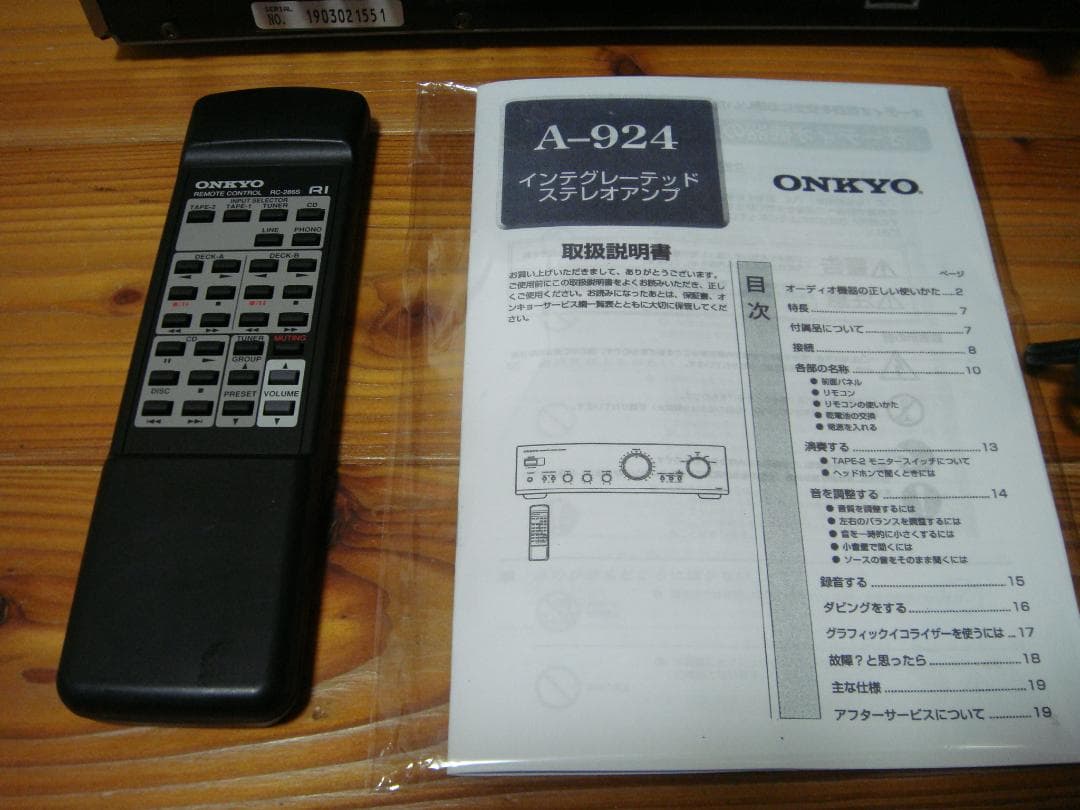 SERIAL
NO. 1903021551
ONKYO
REMOTE CONTROL RC-286S RI
INPUT SELECTOR
TAPE-2 TAPE-1 TUNER CD
LINE PHONO
DECK-A DECK-B
CD TUNER MUTING
GROUP
DISC
PRESET VOLUME
A-924
インテグレーテッド
ステレオアンプ
ONKYO
取扱説明書
お買い上げいただきまして、ありがとうございます。
ご使用前にこの取扱説明書をよくお読みいただき、正し
くご使用ください。お読みになったあとは、保証書、オ
ンキョーサービス網一覧表とともに大切に保管してくだ
さい。
目次
ページ
オーディオ機器の正しい使いかた....2
特長 7
付属品について 7
接続 8
各部の名称 10
● 前面パネル
● リモコン
● リモコンの使いかた
● 乾電池の交換
● 電源を入れる
演奏する 13
● TAPE-2 モニタースイッチについて
● ヘッドホンで聞くときには
音を調整する 14
● 音質を調整するには
● 左右のバランスを調整するには
● 音を一時的に小さくするには
● 小音量で聞くには
● ソースの音をそのまま聞くには
録音する 15
ダビングをする 16
グラフィックイコライザーを使うには ...17
故障?と思ったら 18
主な仕様 19
アフターサービスについて 19